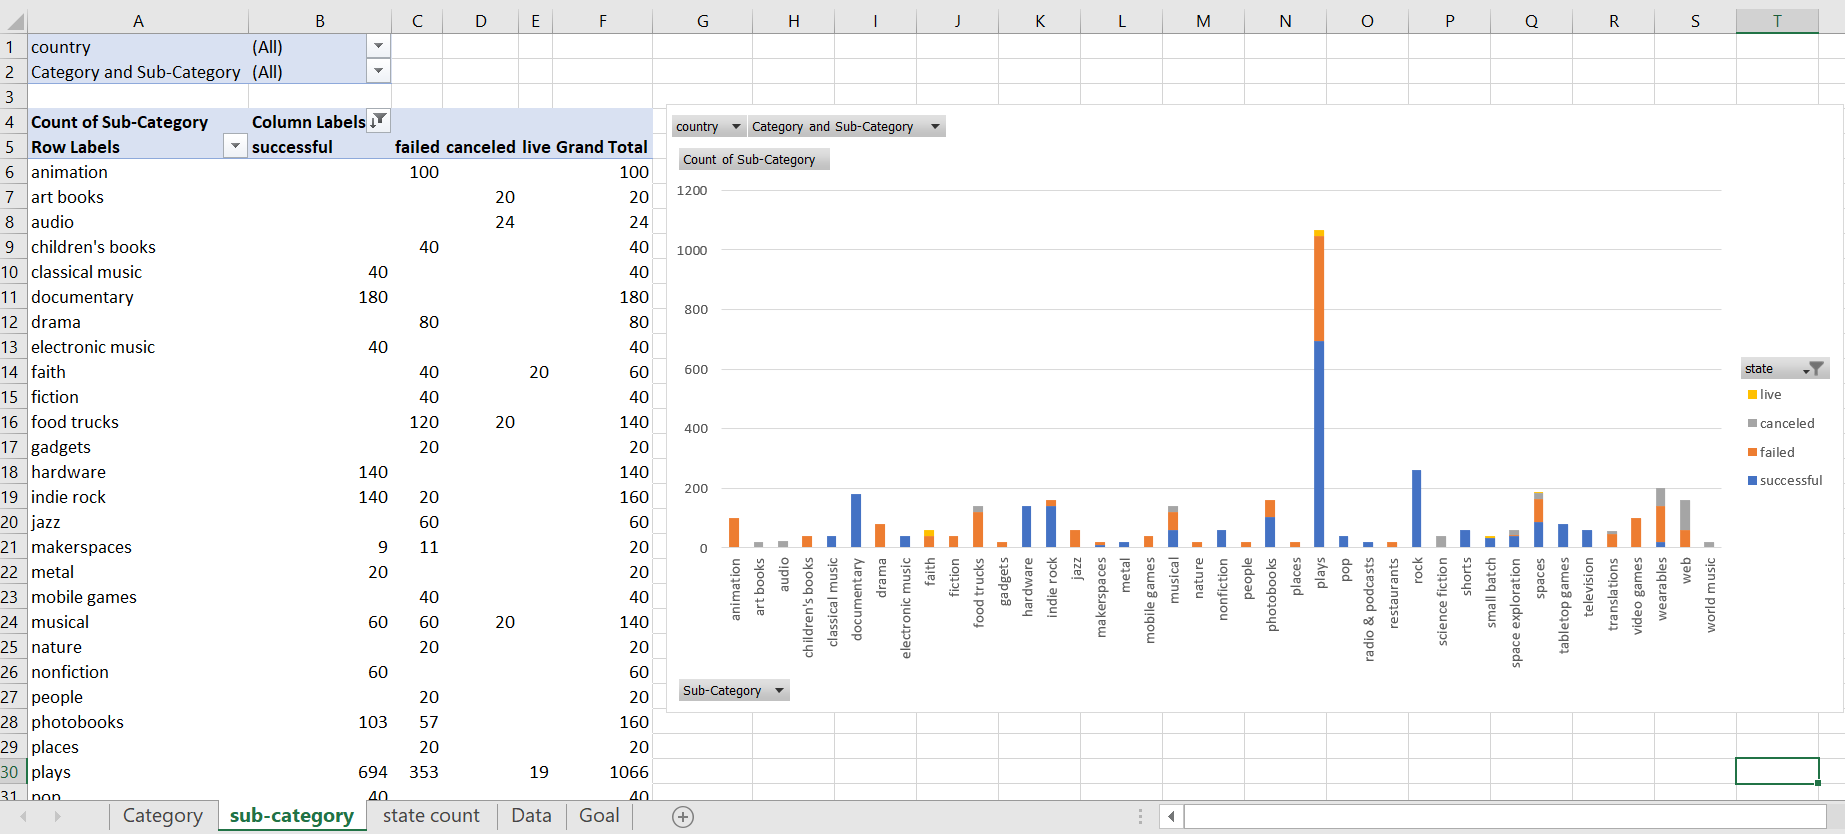 A B C D E F G H I J K L M N O P Q R S T
1 country (All)
2 Category and Sub-Category (All)
3
4 Count of Sub-Category Column Labels
5 Row Labels successful failed canceled live Grand Total
6 animation 100 100
7 art books 20 20
8 audio 24 24
9 children's books 40 40
10 classical music 40 40
11 documentary 180 180
12 drama 80 80
13 electronic music 40 40
14 faith 40 20 60
15 fiction 40 40
16 food trucks 120 20 140
17 gadgets 20 20
18 hardware 140 140
19 indie rock 140 20 160
20 jazz 60 60
21 makerspaces 9 11 20
22 metal 20 20
23 mobile games 40 40
24 musical 60 60 20 140
25 nature 20 20
26 nonfiction 60 60
27 people 20 20
28 photobooks 103 57 160
29 places 20 20
30 plays 694 353 19 1066
31 pop 40 40
country Category and Sub-Category
Count of Sub-Category
1200
1000
800
600
400
200
0
animation
art books
audio
children's books
classical music
documentary
drama
electronic music
faith
fiction
food trucks
gadgets
hardware
indie rock
jazz
makerspaces
metal
mobile games
musical
nature
nonfiction
people
photobooks
places
plays
pop
radio & podcasts
restaurants
rock
science fiction
shorts
small batch
space exploration
spaces
tabletop games
television
translations
video games
wearables
web
world music
state
live
canceled
failed
successful
Sub-Category
Category sub-category state count Data Goal